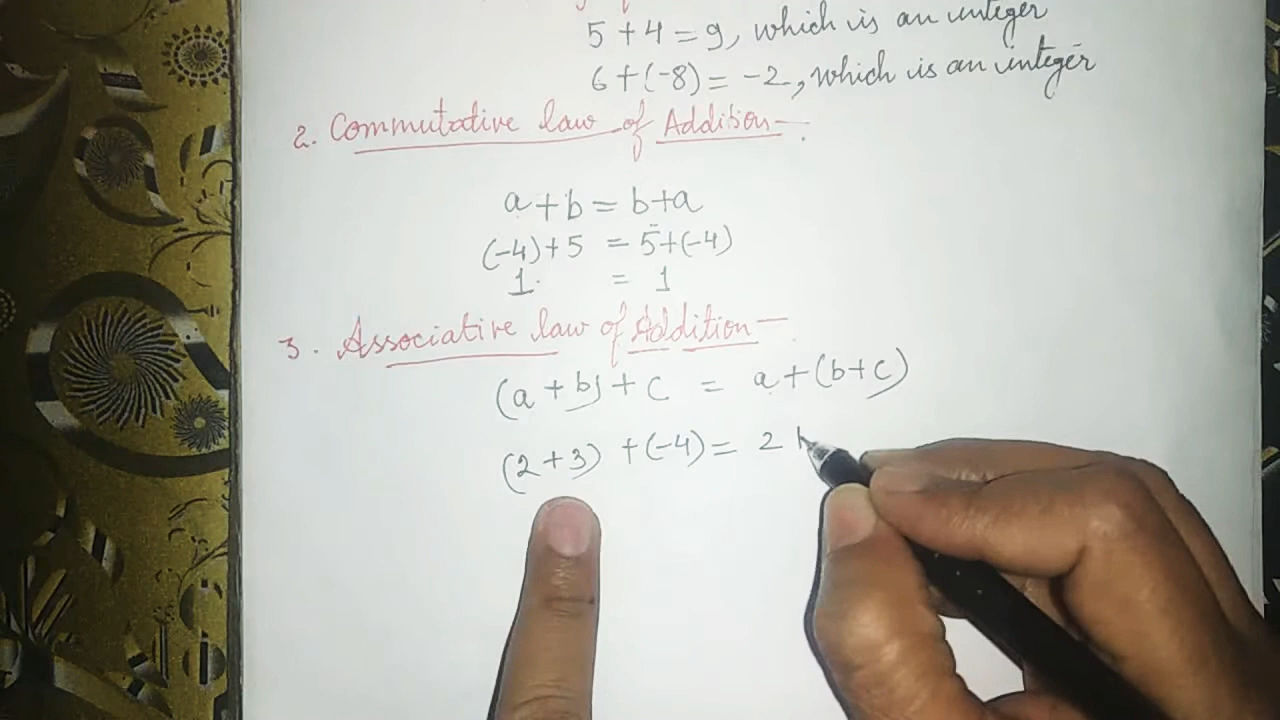 5 + 4 = 9, which is an integer
6 + (-8) = -2, which is an integer
2. Commutative law of Addition -
a + b = b + a
(-4) + 5 = 5 + (-4)
1 = 1
3. Associative law of Addition -
(a + b) + c = a + (b + c)
(2 + 3) + (-4) = 2